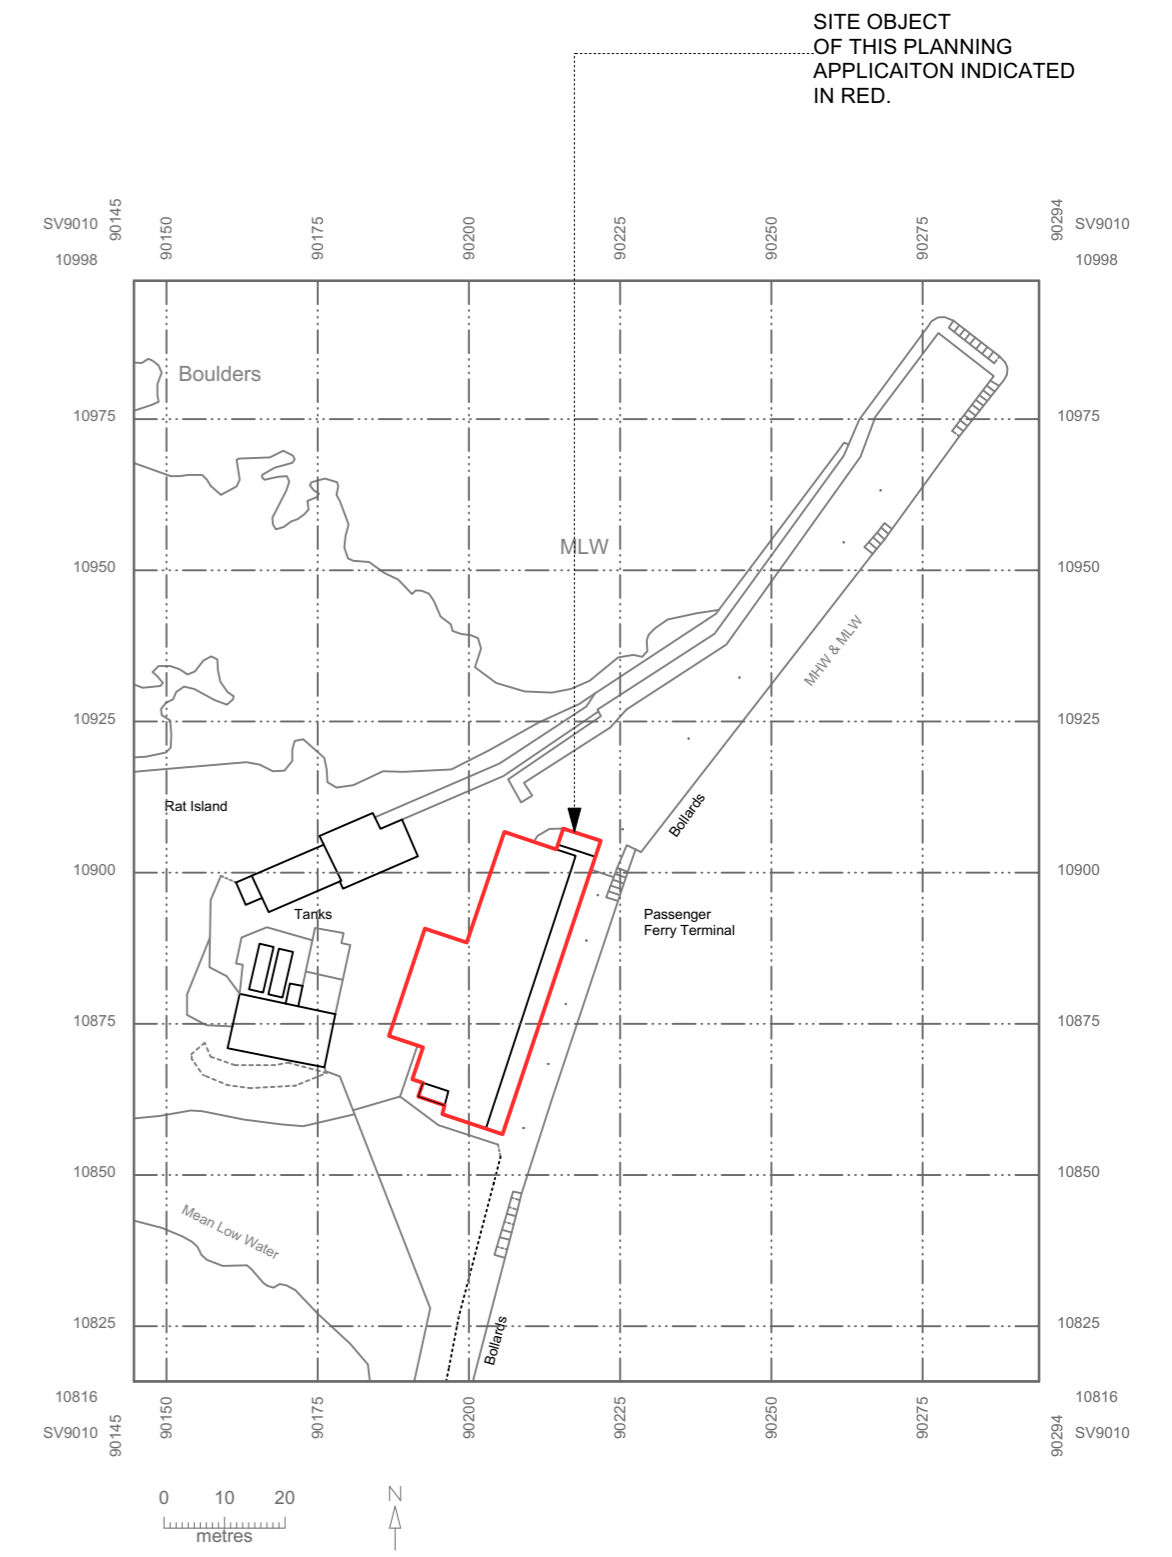 SITE OBJECT
OF THIS PLANNING
APPLICAITON INDICATED
IN RED.
SV9010
90145
90150
90175
90200
90225
90250
90275
90294
SV9010
10998
10998
Boulders
10975
10975
MLW
10950
10950
MHW & MLW
10925
10925
Rat Island
Bollards
10900
10900
Tanks
Passenger
Ferry Terminal
10875
10875
10850
10850
Mean Low Water
10825
10825
Bollards
10816
10816
SV9010
90145
90150
90175
90200
90225
90250
90275
90294
SV9010
0 10 20
metres
N